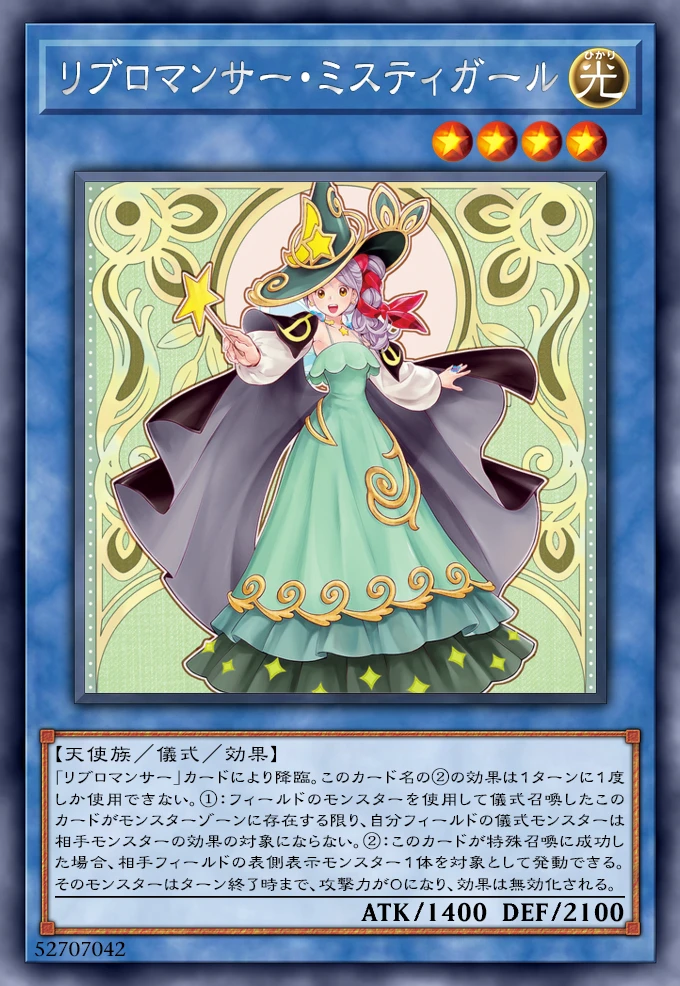 リブロマンサー・ミスティガール
ひかり
光
【天使族／儀式／効果】
「リブロマンサー」カードにより降臨。このカード名の②の効果は１ターンに１度
しか使用できない。①：フィールドのモンスターを使用して儀式召喚したこの
カードがモンスターゾーンに存在する限り、自分フィールドの儀式モンスターは
相手モンスターの効果の対象にならない。②：このカードが特殊召喚に成功し
た場合、相手フィールドの表側表示モンスター１体を対象として発動できる。
そのモンスターはターン終了時まで、攻撃力が０になり、効果は無効化される。
ATK/1400 DEF/2100
52707042